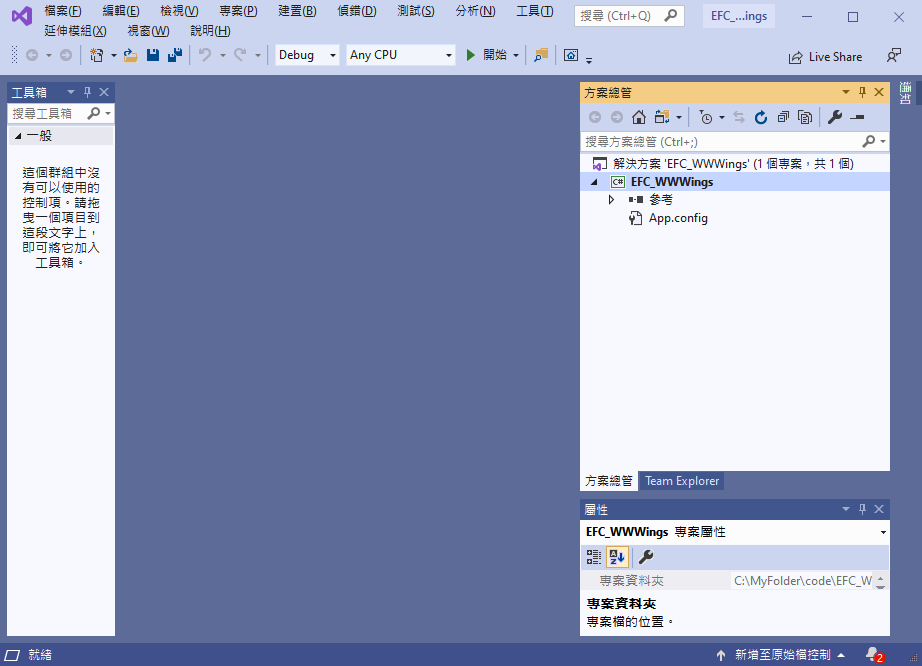 檔案(F) 編輯(E) 檢視(V) 專案(P) 建置(B) 偵錯(D) 測試(S) 分析(N) 工具(T) 搜尋 (Ctrl+Q) EFC_...ings
延伸模組(X) 視窗(W) 說明(H)
Debug Any CPU 開始 Live Share
工具箱
搜尋工具箱
一般
這個群組中沒
有可以使用的
控制項。請拖
曳一個項目到
這段文字上，
即可將它加入
工具箱。
方案總管
搜尋方案總管 (Ctrl+;)
解決方案 'EFC_WWWings' (1 個專案，共 1 個)
C# EFC_WWWings
參考
App.config
方案總管 Team Explorer
屬性
EFC_WWWings 專案屬性
專案資料夾 C:\MyFolder\code\EFC_W
專案資料夾
專案檔的位置。
通知
就緒 新增至原始檔控制 2